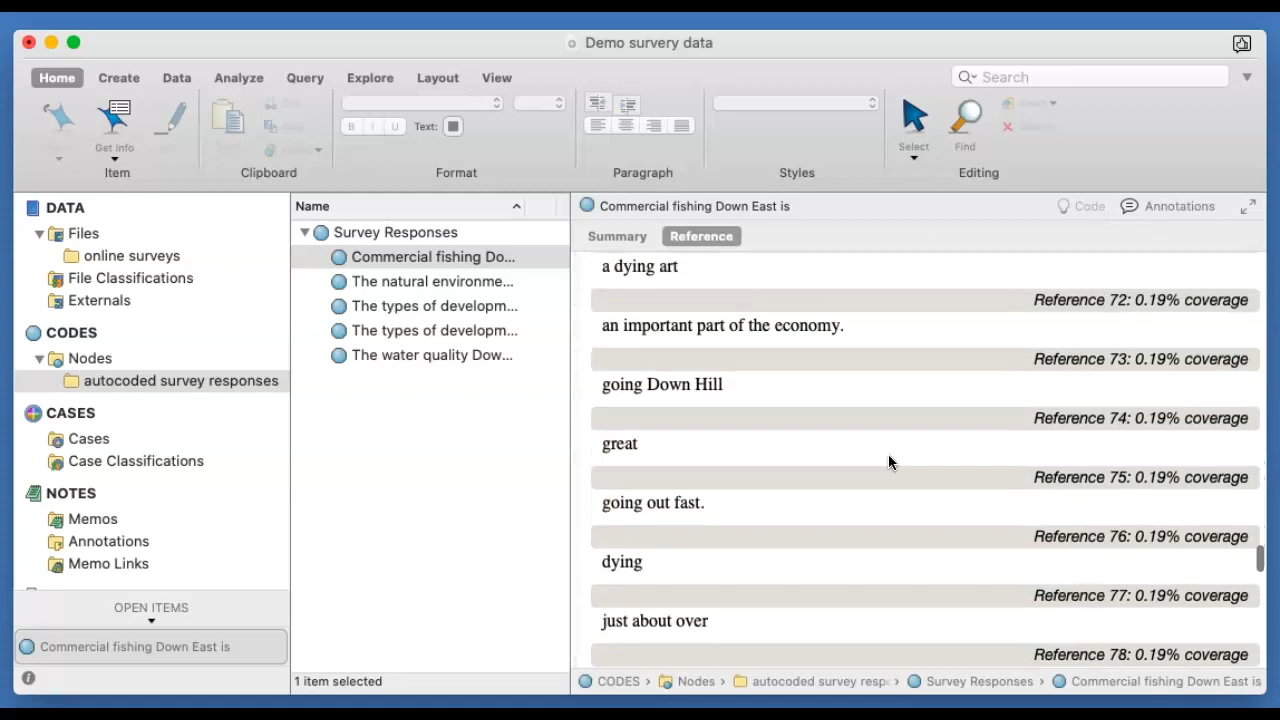 Demo survery data
Home Create Data Analyze Query Explore Layout View
Search
Get Info
Text:
B I U
Select
Find
Item
Clipboard
Format
Paragraph
Styles
Editing
DATA
Files
online surveys
File Classifications
Externals
CODES
Nodes
autocoded survey responses
CASES
Cases
Case Classifications
NOTES
Memos
Annotations
Memo Links
OPEN ITEMS
Commercial fishing Down East is
Name
Survey Responses
Commercial fishing Do...
The natural environme...
The types of developm...
The types of developm...
The water quality Dow...
1 item selected
Commercial fishing Down East is
Code
Annotations
Summary
Reference
a dying art
Reference 72: 0.19% coverage
an important part of the economy.
Reference 73: 0.19% coverage
going Down Hill
Reference 74: 0.19% coverage
great
Reference 75: 0.19% coverage
going out fast.
Reference 76: 0.19% coverage
dying
Reference 77: 0.19% coverage
just about over
Reference 78: 0.19% coverage
CODES › Nodes › autocoded survey resp‹ › Survey Responses › Commercial fishing Down East is